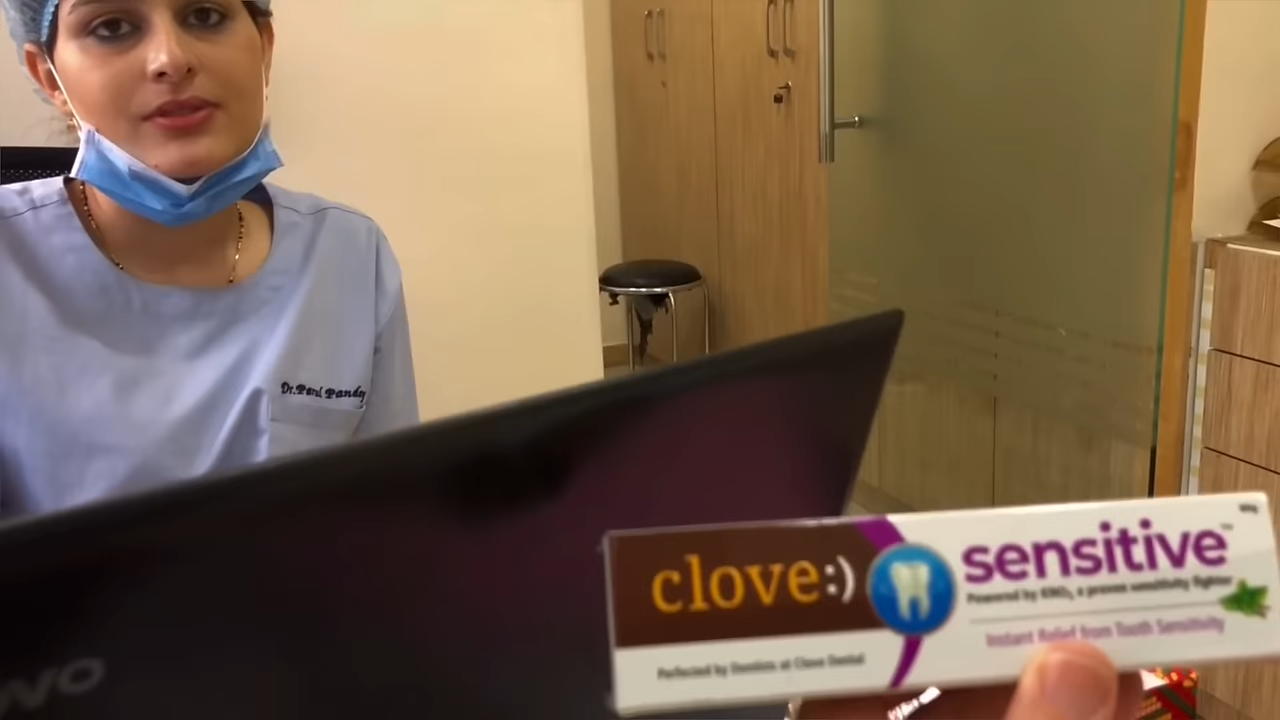 Dr.Parul Pandey
clove:)
sensitive™
Powered by KNO₃, a proven sensitivity fighter
Instant Relief from Tooth Sensitivity
Perfected by Dentists at Clove Dental